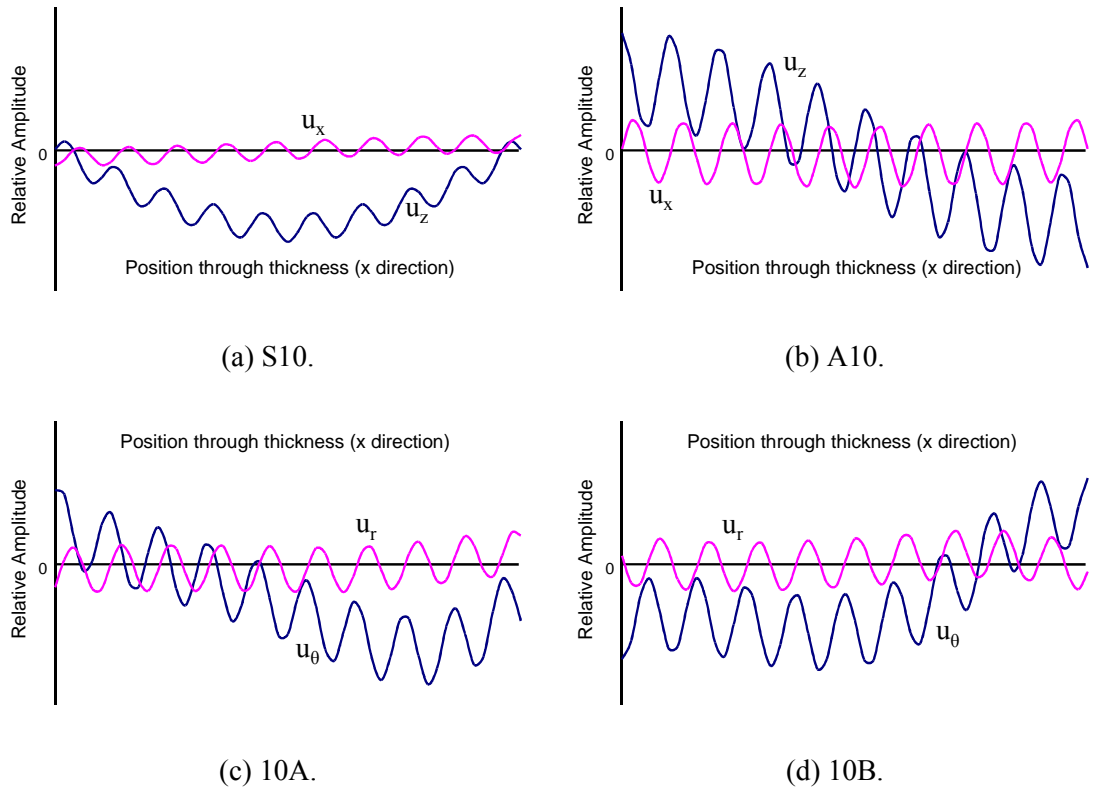 Relative Amplitude
0
u_x
u_z
Position through thickness (x direction)
(a) S10.
Relative Amplitude
0
u_z
u_x
Position through thickness (x direction)
(b) A10.
Position through thickness (x direction)
Relative Amplitude
0
u_r
u_θ
(c) 10A.
Position through thickness (x direction)
Relative Amplitude
0
u_r
u_θ
(d) 10B.